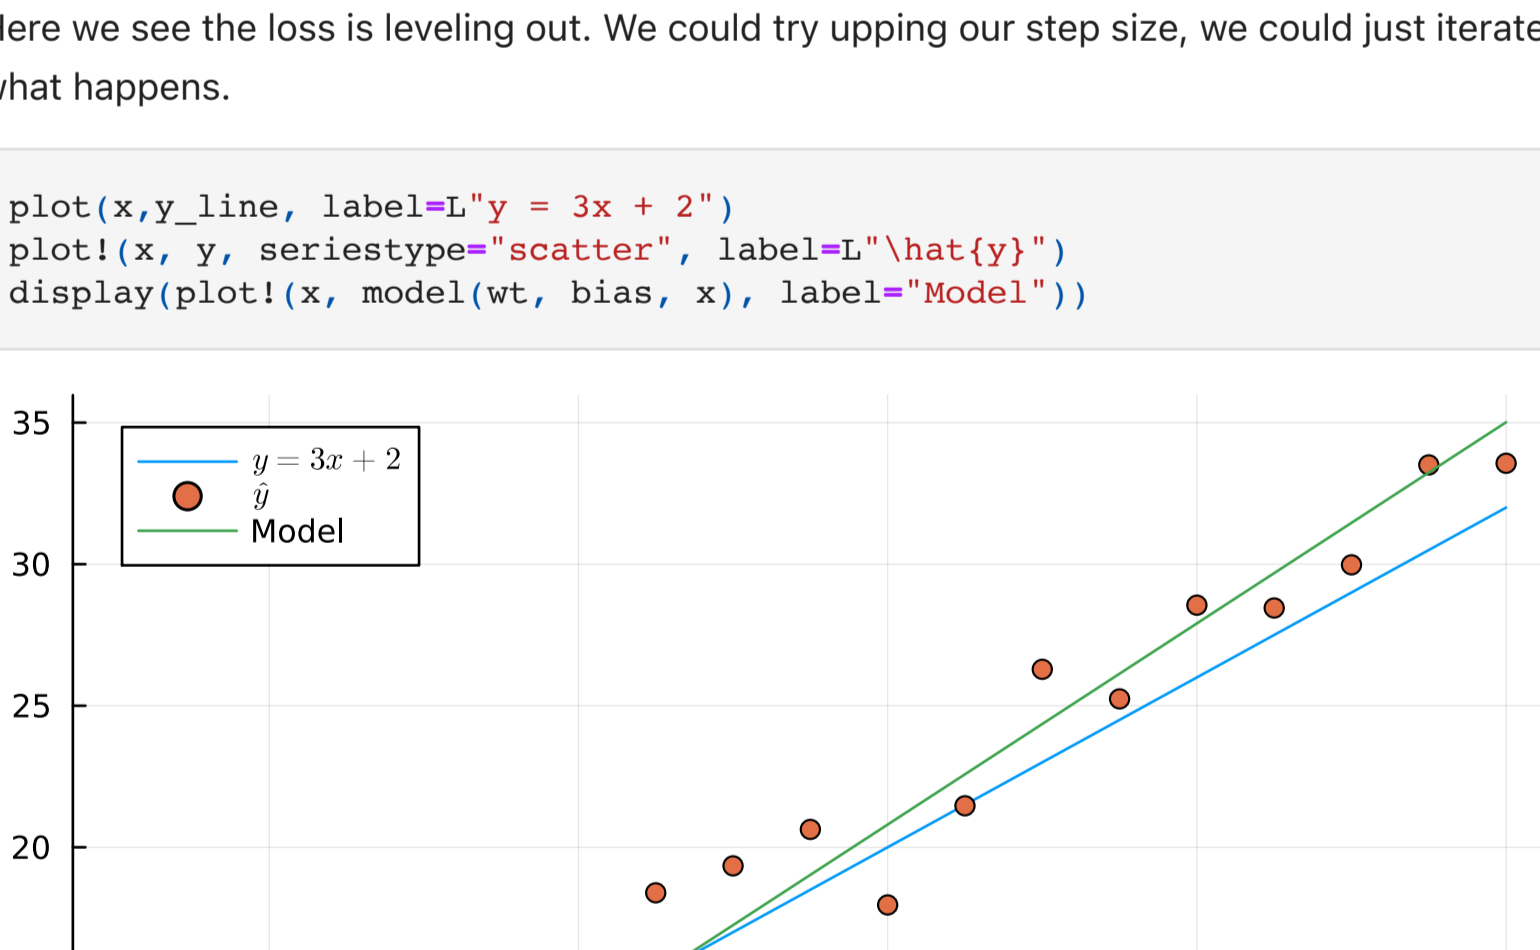 ere we see the loss is leveling out. We could try upping our step size, we could just iterate
what happens.
plot(x,y_line, label=L"y = 3x + 2")
plot!(x, y, seriestype="scatter", label=L"\hat{y}")
display(plot!(x, model(wt, bias, x), label="Model"))
35
y = 3x + 2
ŷ
Model
30
25
20